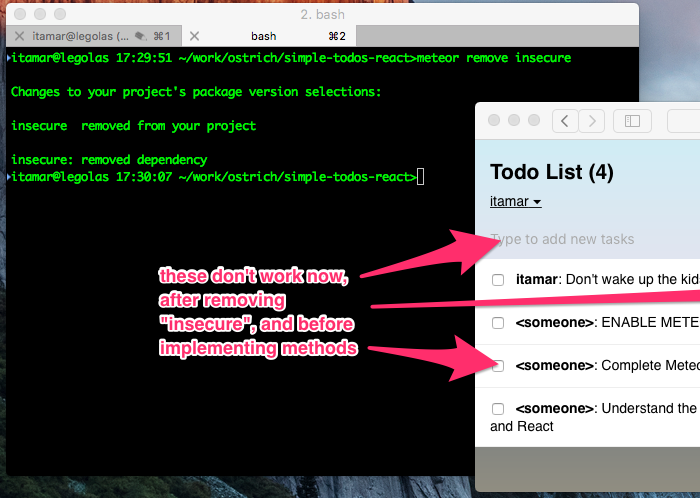 2. bash
itamar@legolas (... ⌘1
bash ⌘2
itamar@legolas 17:29:51 ~/work/ostrich/simple-todos-react>meteor remove insecure
Changes to your project's package version selections:
insecure  removed from your project
insecure: removed dependency
itamar@legolas 17:30:07 ~/work/ostrich/simple-todos-react>
Todo List (4)
itamar
Type to add new tasks
these don't work now,
after removing
"insecure", and before
implementing methods
itamar: Don't wake up the kid
<someone>: ENABLE METE
<someone>: Complete Meteo
<someone>: Understand the
and React